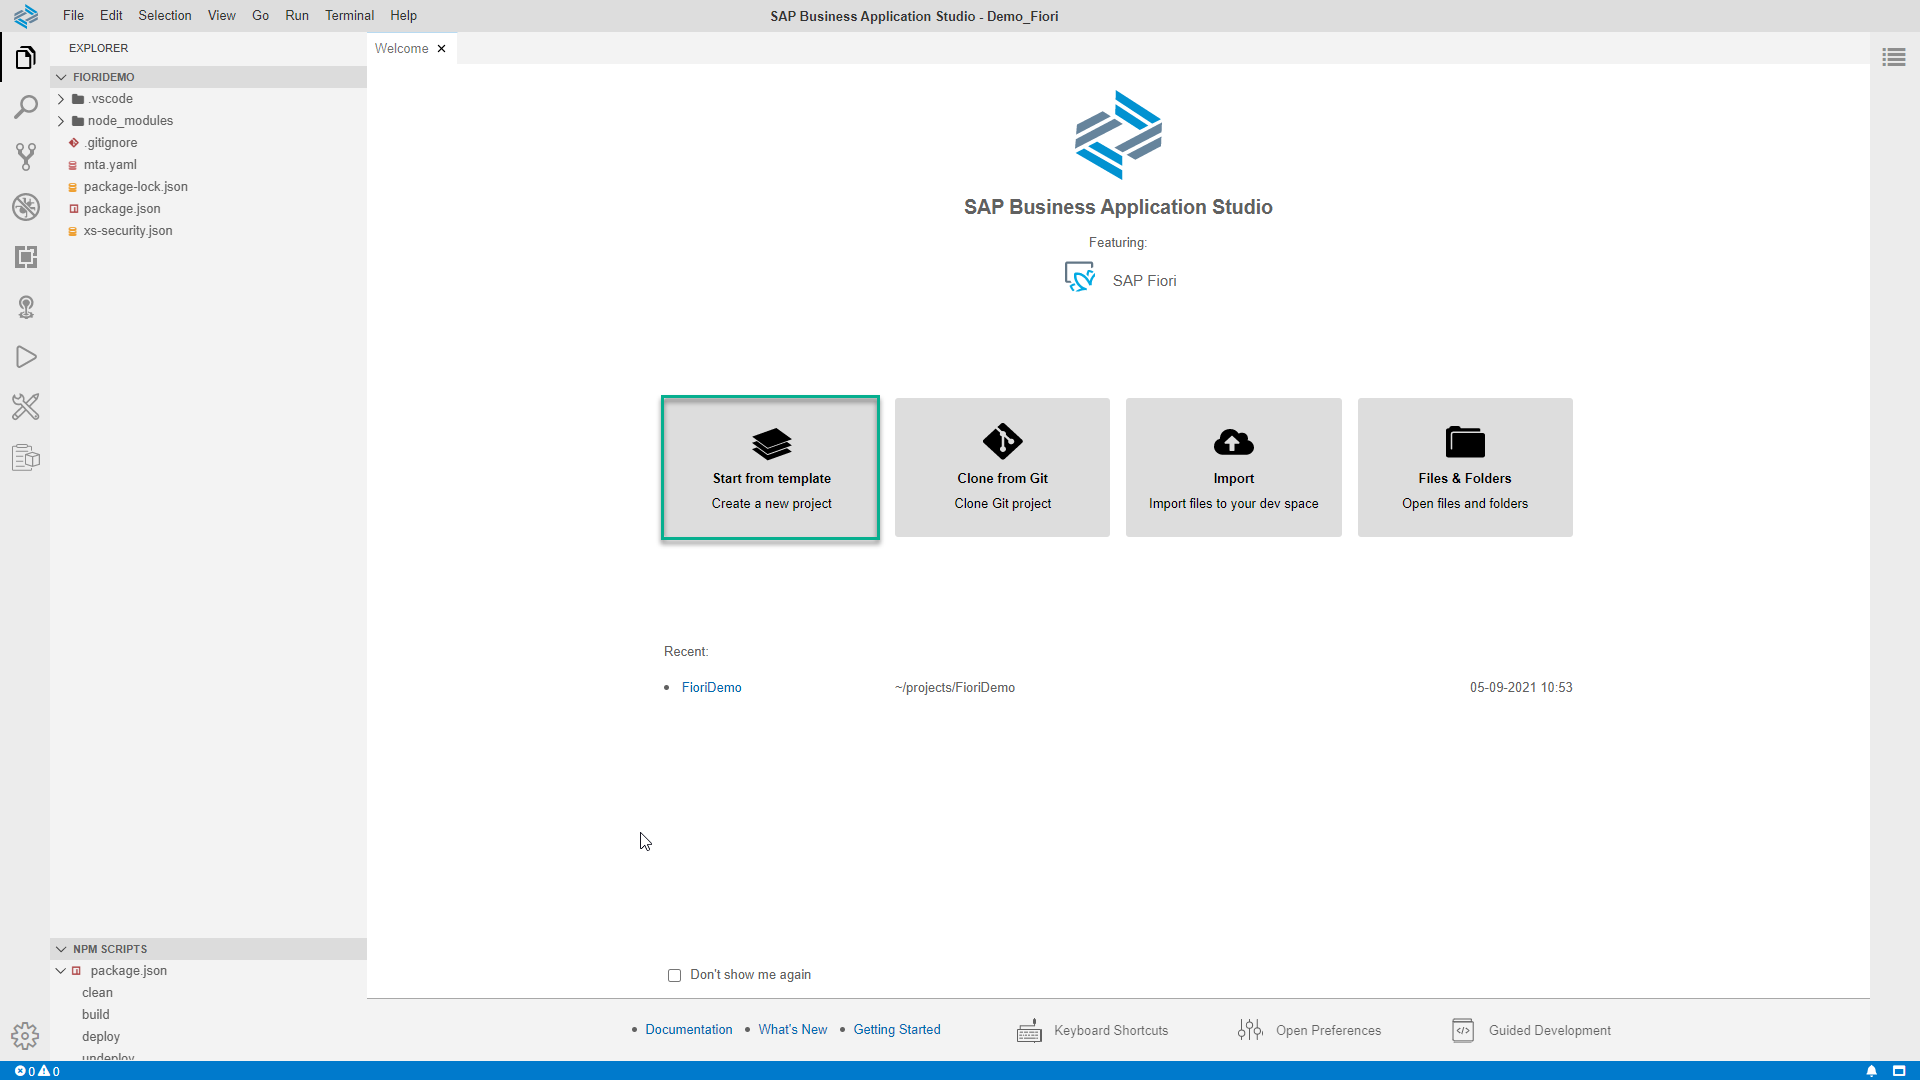 File Edit Selection View Go Run Terminal Help
SAP Business Application Studio - Demo_Fiori
EXPLORER
FIORIDEMO
.vscode
node_modules
.gitignore
mta.yaml
package-lock.json
package.json
xs-security.json
NPM SCRIPTS
package.json
clean
build
deploy
undeploy
Welcome
SAP Business Application Studio
Featuring:
SAP Fiori
Start from template
Create a new project
Clone from Git
Clone Git project
Import
Import files to your dev space
Files & Folders
Open files and folders
Recent:
• FioriDemo ~/projects/FioriDemo 05-09-2021 10:53
Don't show me again
• Documentation • What's New • Getting Started
Keyboard Shortcuts
Open Preferences
Guided Development
0 0